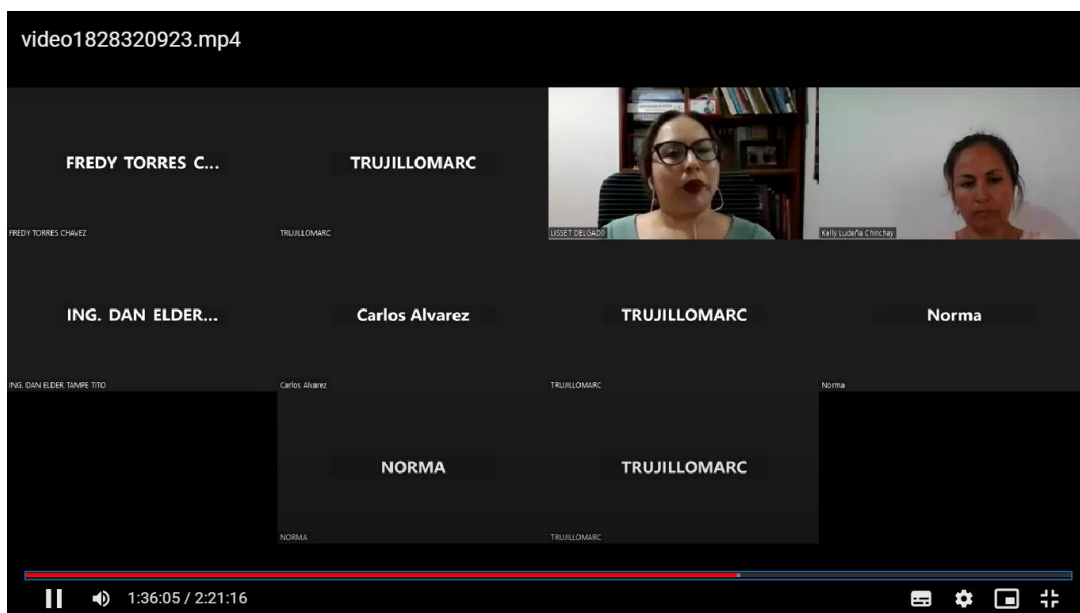 video1828320923.mp4
FREDY TORRES C...
TRUJILLOMARC
FREDY TORRES CHAVEZ
TRUJILLOMARC
LISSET DELGADO
Kelly Ludeña Chinchay
ING. DAN ELDER...
Carlos Alvarez
TRUJILLOMARC
Norma
ING. DAN ELDER TAMPE TITO
Carlos Alvarez
TRUJILLOMARC
Norma
NORMA
TRUJILLOMARC
NORMA
TRUJILLOMARC
1:36:05 / 2:21:16